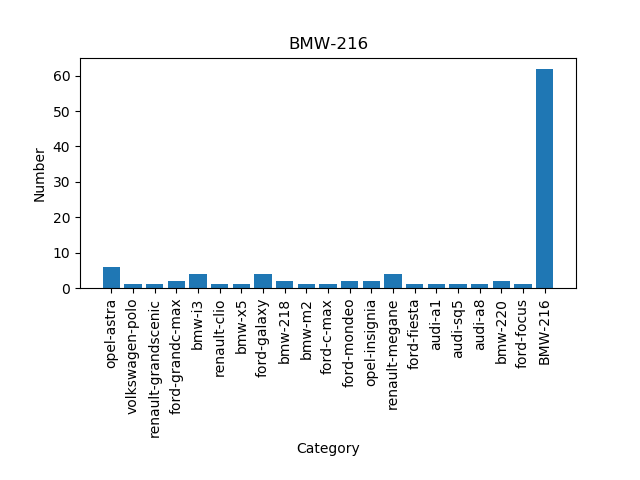 BMW-216
60
50
40
30
20
10
0
Number
opel-astra
volkswagen-polo
renault-grandscenic
ford-grandc-max
bmw-i3
renault-clio
bmw-x5
ford-galaxy
bmw-218
bmw-m2
ford-c-max
ford-mondeo
opel-insignia
renault-megane
ford-fiesta
audi-a1
audi-sq5
audi-a8
bmw-220
ford-focus
BMW-216
Category